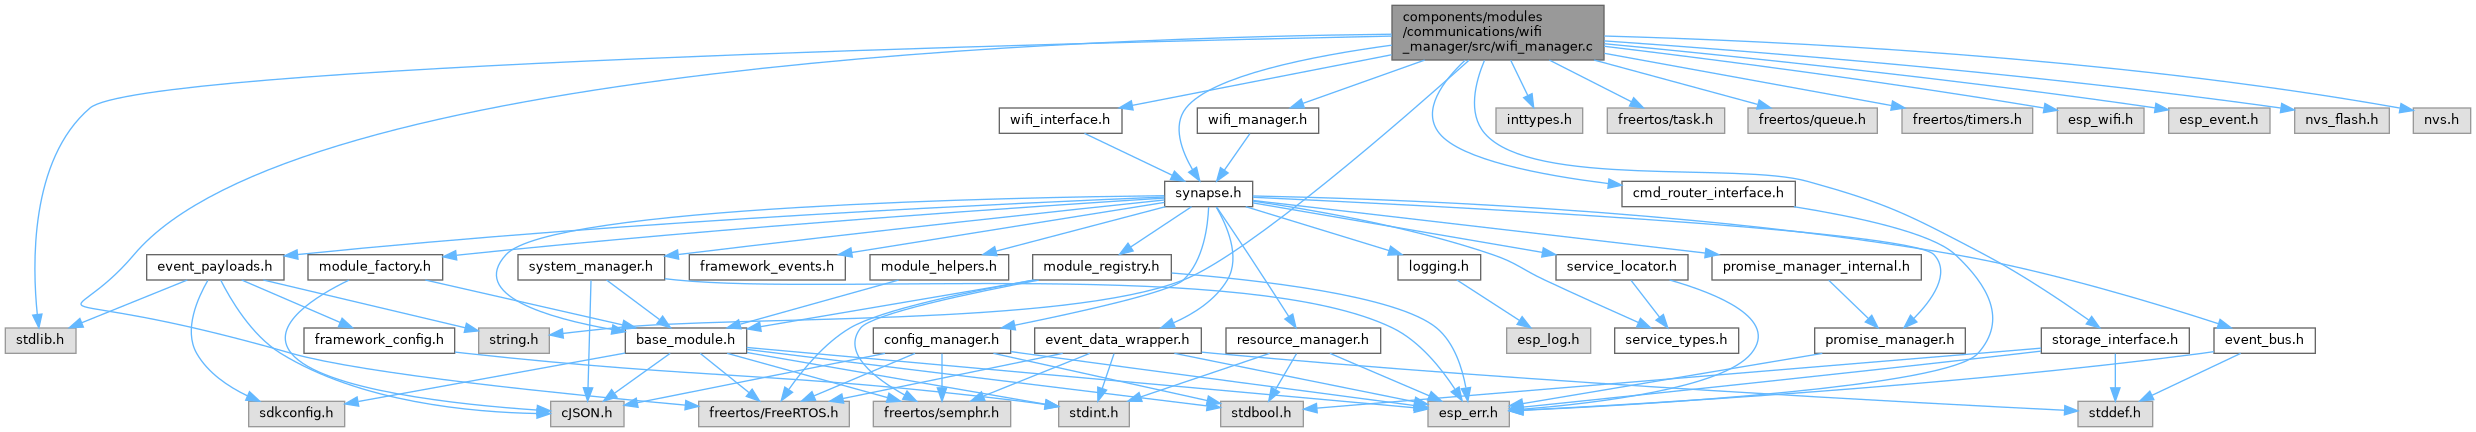 components/modules
/communications/wifi
_manager/src/wifi_manager.c
wifi_interface.h
wifi_manager.h
inttypes.h
freertos/task.h
freertos/queue.h
freertos/timers.h
esp_wifi.h
esp_event.h
nvs_flash.h
nvs.h
synapse.h
cmd_router_interface.h
event_payloads.h
module_factory.h
system_manager.h
framework_events.h
module_helpers.h
module_registry.h
logging.h
service_locator.h
promise_manager_internal.h
stdlib.h
framework_config.h
string.h
base_module.h
config_manager.h
event_data_wrapper.h
resource_manager.h
esp_log.h
service_types.h
promise_manager.h
storage_interface.h
event_bus.h
sdkconfig.h
cJSON.h
freertos/FreeRTOS.h
freertos/semphr.h
stdint.h
stdbool.h
esp_err.h
stddef.h